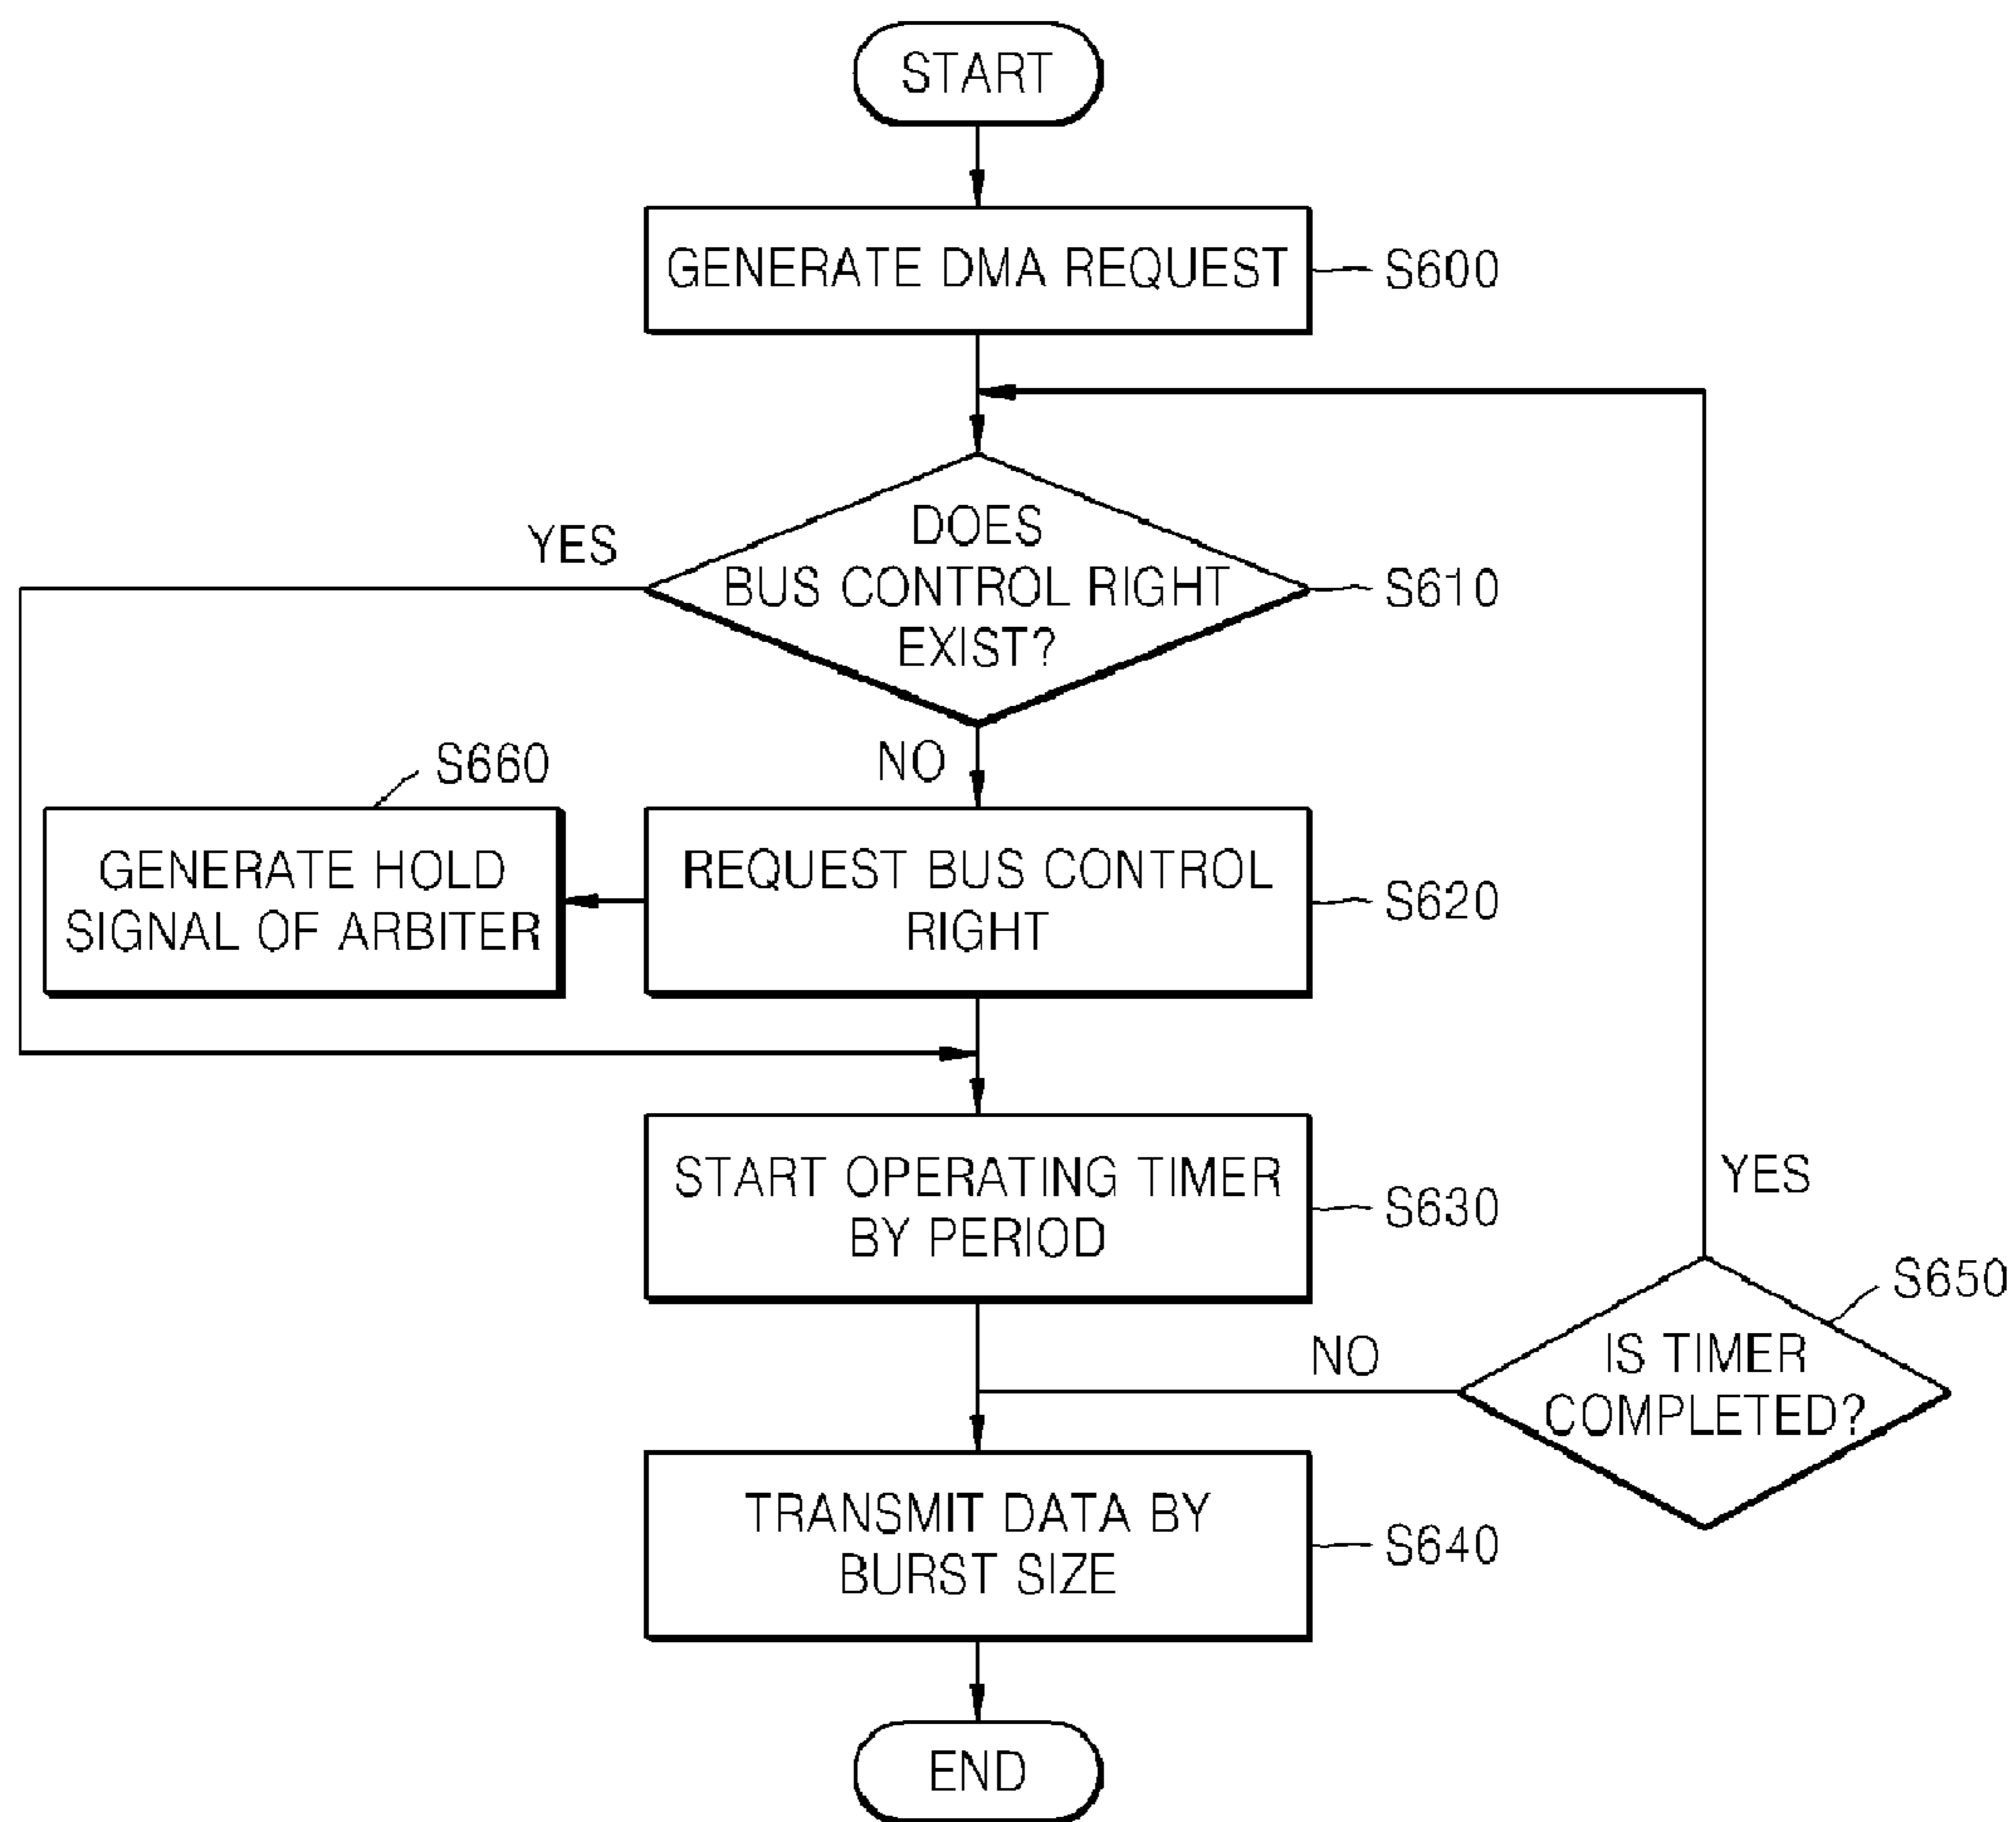 START
GENERATE DMA REQUEST
S600
DOES
BUS CONTROL RIGHT
EXIST?
S610
YES
NO
S660
GENERATE HOLD
SIGNAL OF ARBITER
REQUEST BUS CONTROL
RIGHT
S620
START OPERATING TIMER
BY PERIOD
S630
YES
S650
IS TIMER
COMPLETED?
NO
TRANSMIT DATA BY
BURST SIZE
S640
END